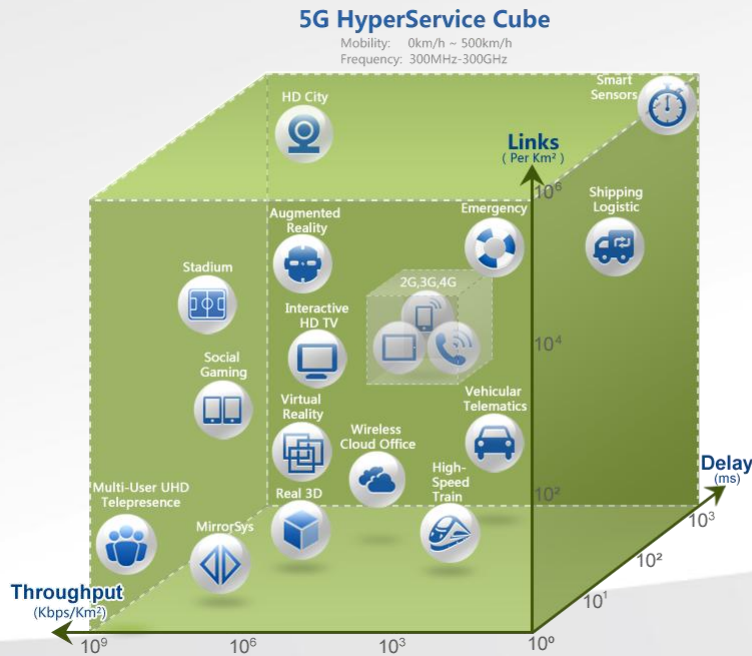 5G HyperService Cube
Mobility: 0km/h ~ 500km/h
Frequency: 300MHz-300GHz
Smart
Sensors
HD City
Links
( Per Km² )
10⁶
Shipping
Logistic
Emergency
Augmented
Reality
Stadium
2G,3G,4G
Interactive
HD TV
10⁴
Social
Gaming
Virtual
Reality
Vehicular
Telematics
Wireless
Cloud Office
High-
Speed
Train
Delay
(ms)
10²
Multi-User UHD
Telepresence
Real 3D
MirrorSys
10³
10²
10¹
Throughput
(Kbps/Km²)
10⁹
10⁶
10³
10⁰